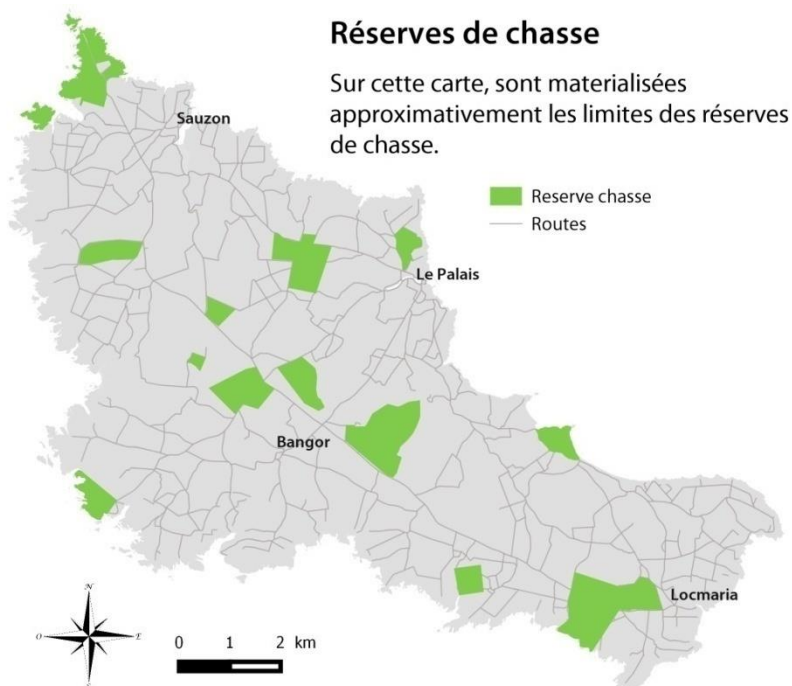 Réserves de chasse
Sur cette carte, sont materialisées
approximativement les limites des réserves
de chasse.
Sauzon
Reserve chasse
Routes
Le Palais
Bangor
Locmaria
N
O
E
S
0 1 2 km